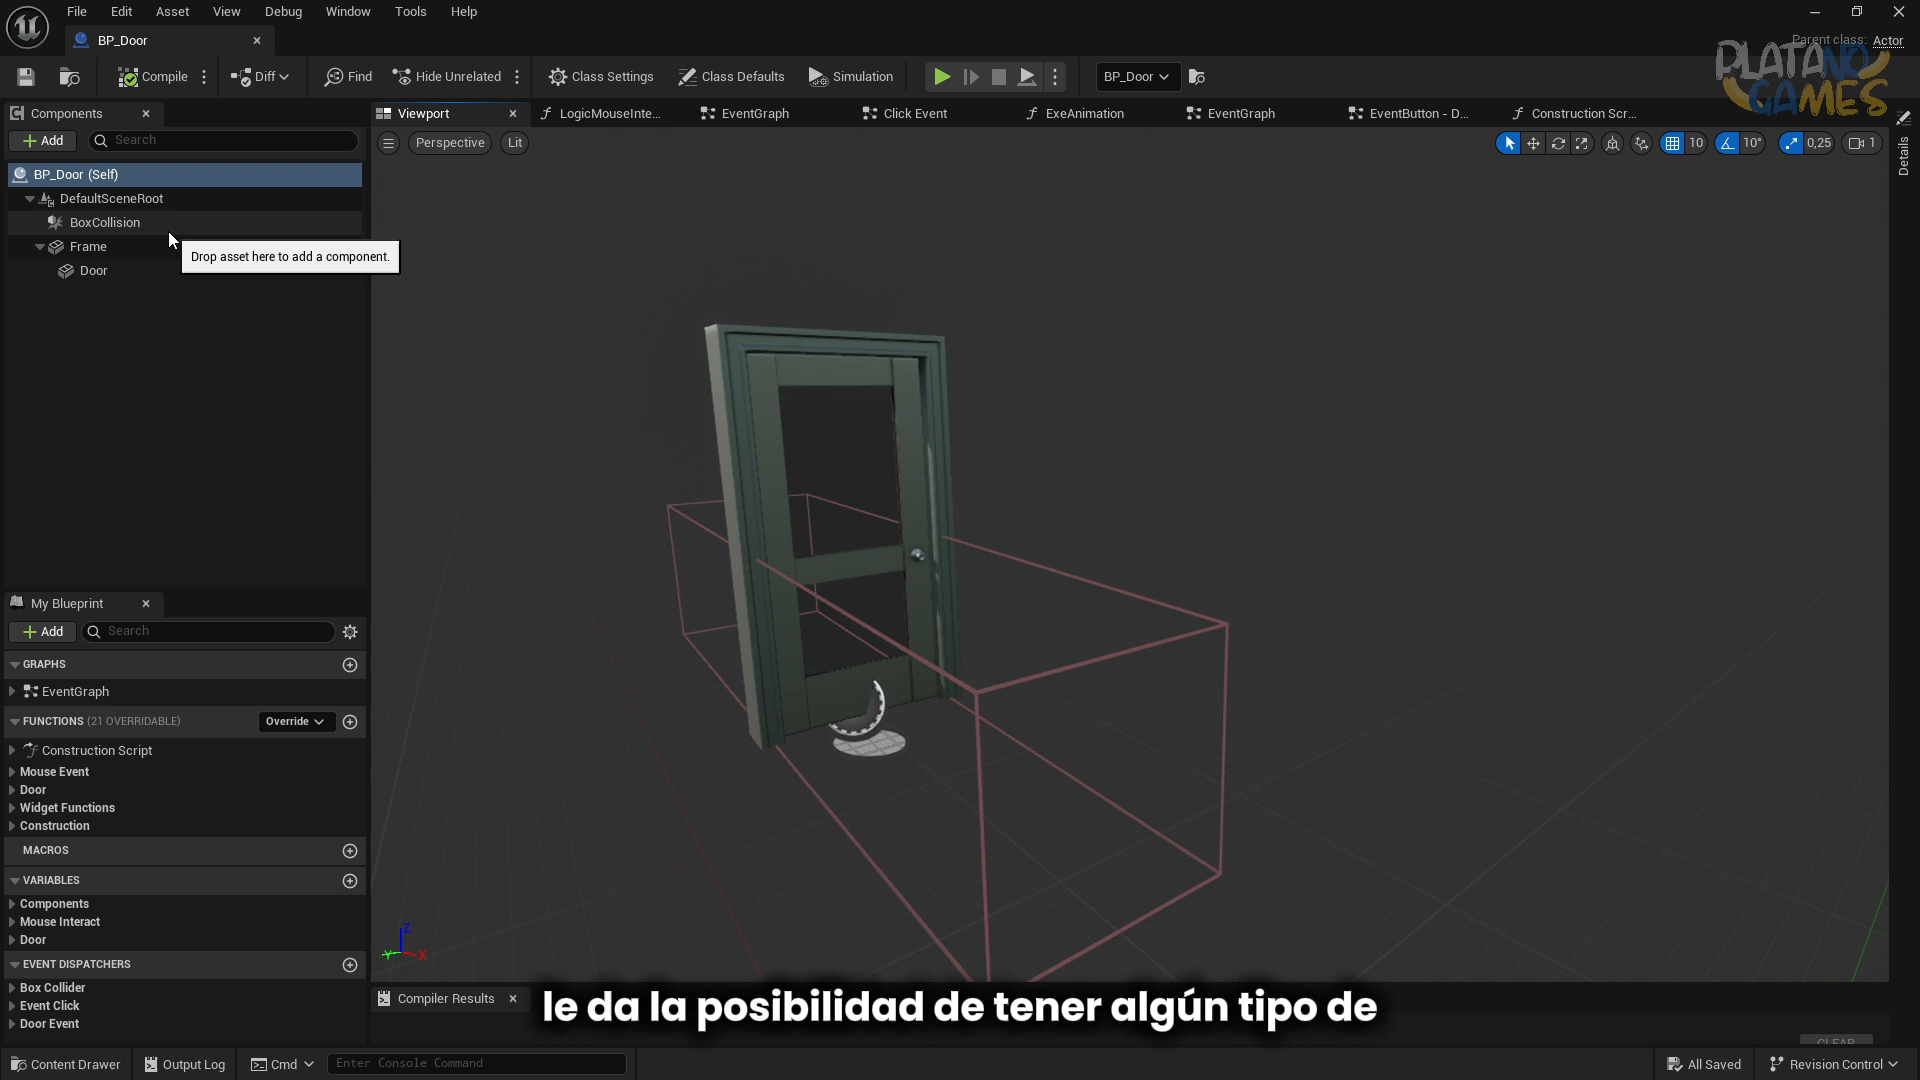 File Edit Asset View Debug Window Tools Help
BP_Door
Parent class: Actor
PLATANO GAMES
Compile Diff Find Hide Unrelated Class Settings Class Defaults Simulation BP_Door
Components
Viewport LogicMouseInte... EventGraph Click Event ExeAnimation EventGraph EventButton - D... Construction Scr...
Add Search
Perspective Lit 10 10° 0,25 1
Details
BP_Door (Self)
DefaultSceneRoot
BoxCollision
Frame
Drop asset here to add a component.
Door
My Blueprint
Add Search
GRAPHS
EventGraph
FUNCTIONS (21 OVERRIDABLE) Override
Construction Script
Mouse Event
Door
Widget Functions
Construction
MACROS
VARIABLES
Components
Mouse Interact
Door
Z
Y X
EVENT DISPATCHERS
Box Collider
Event Click
Door Event
Compiler Results
le da la posibilidad de tener algún tipo de
CLEAR
Content Drawer Output Log Cmd Enter Console Command All Saved Revision Control